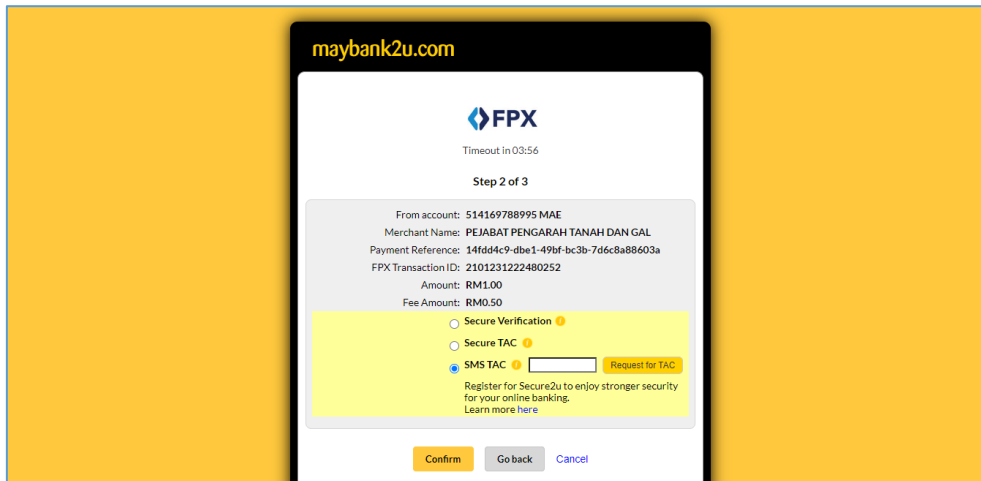 maybank2u.com
FPX
Timeout in 03:56
Step 2 of 3
From account: 514169788995 MAE
Merchant Name: PEJABAT PENGARAH TANAH DAN GAL
Payment Reference: 14fdd4c9-dbe1-49bf-bc3b-7d6c8a88603a
FPX Transaction ID: 2101231222480252
Amount: RM1.00
Fee Amount: RM0.50
Secure Verification i
Secure TAC i
SMS TAC i Request for TAC
Register for Secure2u to enjoy stronger security
for your online banking.
Learn more here
Confirm Go back Cancel